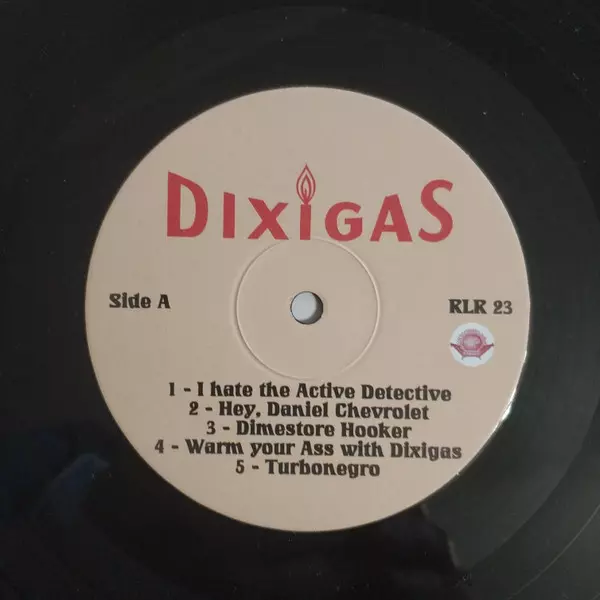 DIXIGAS
Side A
RLR 23
1 - I hate the Active Detective
2 - Hey, Daniel Chevrolet
3 - Dimestore Hooker
4 - Warm your Ass with Dixigas
5 - Turbonegro